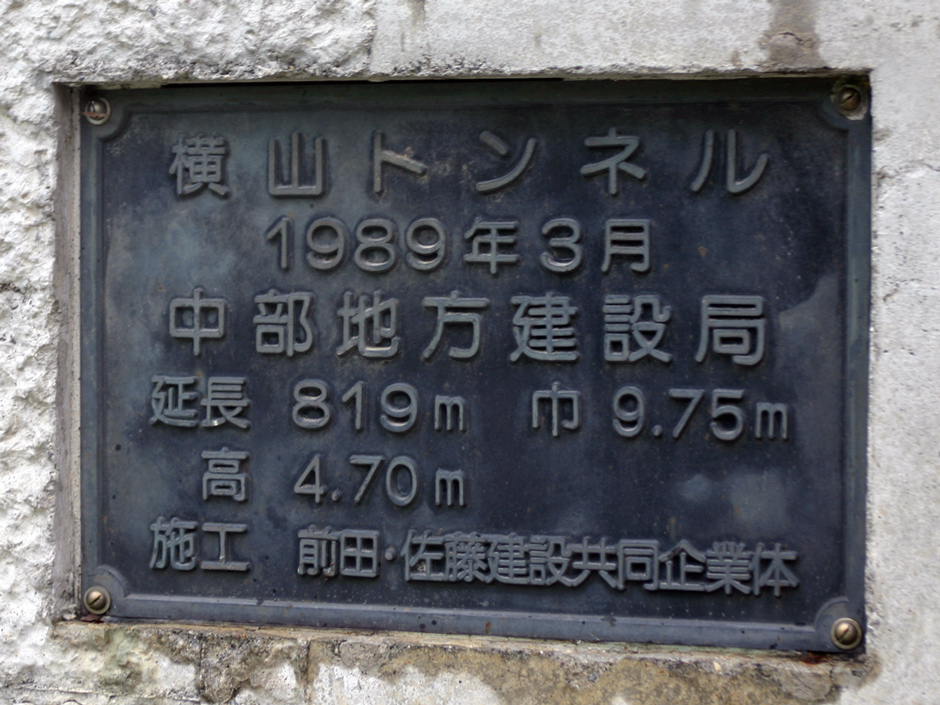 横山トンネル
1989年3月
中部地方建設局
延長 819m 巾 9.75m
高 4.70m
施工 前田・佐藤建設共同企業体